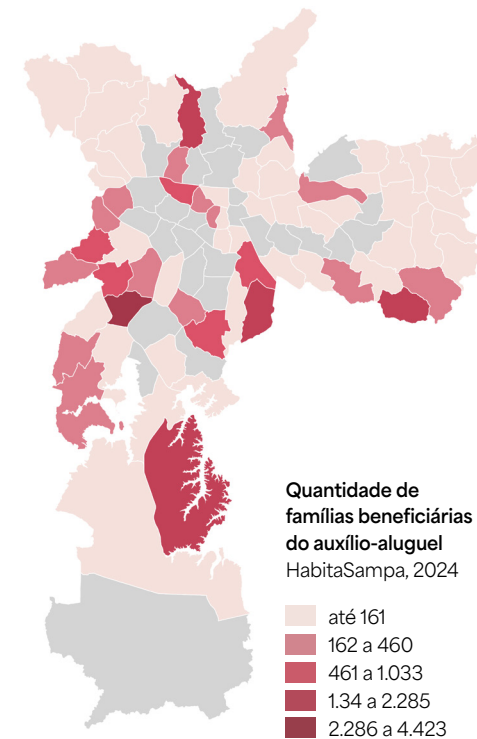 Quantidade de
famílias beneficiárias
do auxílio-aluguel
HabitaSampa, 2024
até 161
162 a 460
461 a 1.033
1.34 a 2.285
2.286 a 4.423